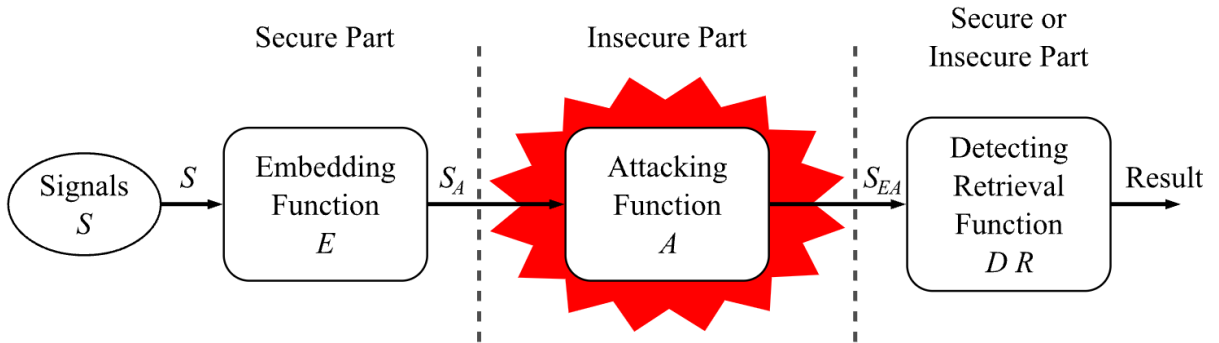 Secure Part
Insecure Part
Secure or
Insecure Part
Signals
S
S
Embedding
Function
E
S_A
Attacking
Function
A
S_EA
Detecting
Retrieval
Function
D R
Result